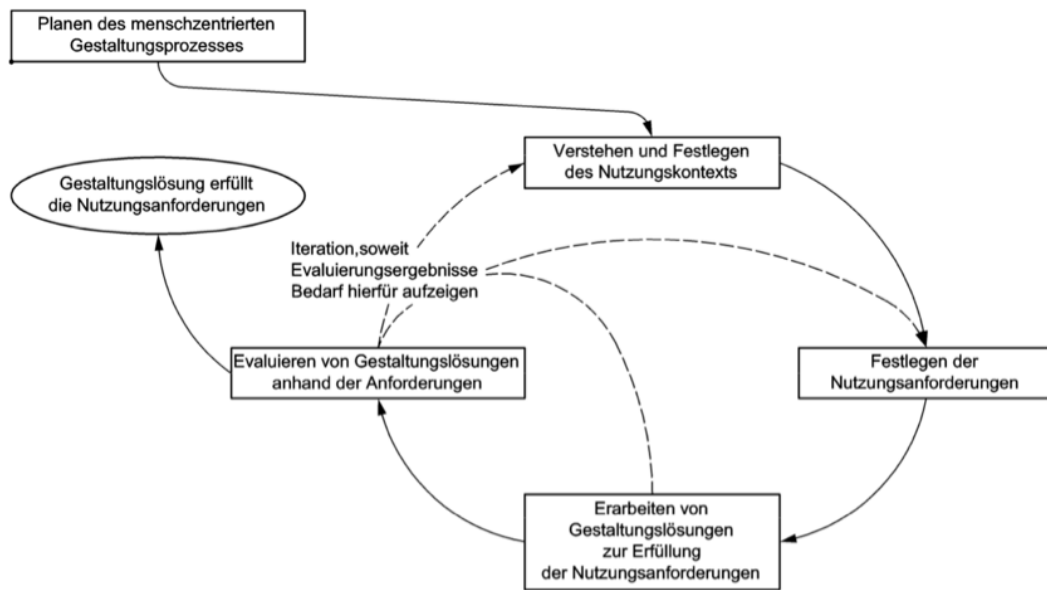 Planen des menschzentrierten
Gestaltungsprozesses
Verstehen und Festlegen
des Nutzungskontexts
Gestaltungslösung erfüllt
die Nutzungsanforderungen
Iteration,soweit
Evaluierungsergebnisse
Bedarf hierfür aufzeigen
Evaluieren von Gestaltungslösungen
anhand der Anforderungen
Festlegen der
Nutzungsanforderungen
Erarbeiten von
Gestaltungslösungen
zur Erfüllung
der Nutzungsanforderungen